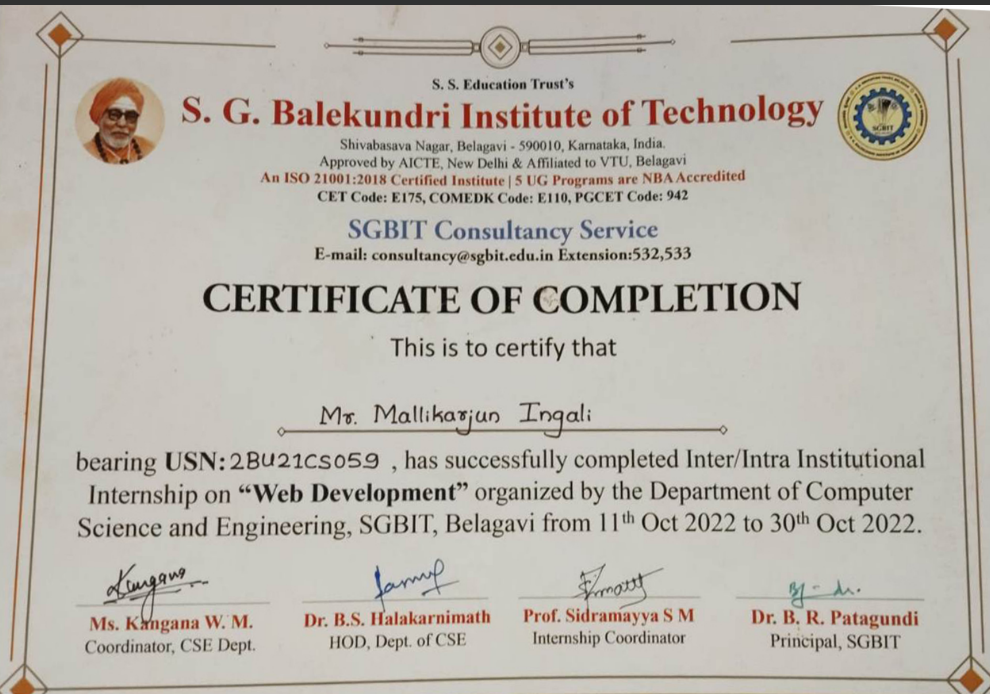 S. S. Education Trust's
S. G. Balekundri Institute of Technology
Shivabasava Nagar, Belagavi - 590010, Karnataka, India.
Approved by AICTE, New Delhi & Affiliated to VTU, Belagavi
An ISO 21001:2018 Certified Institute | 5 UG Programs are NBA Accredited
CET Code: E175, COMEDK Code: E110, PGCET Code: 942
SGBIT
SGBIT Consultancy Service
E-mail: consultancy@sgbit.edu.in Extension:532,533
CERTIFICATE OF COMPLETION
This is to certify that
Mr. Mallikarjun Ingali
bearing USN: 2BU21CS059 , has successfully completed Inter/Intra Institutional
Internship on “Web Development” organized by the Department of Computer
Science and Engineering, SGBIT, Belagavi from 11th Oct 2022 to 30th Oct 2022.
Kangana
Ms. Kangana W. M.
Coordinator, CSE Dept.
Dr. B.S. Halakarnimath
HOD, Dept. of CSE
Prof. Sidramayya S M
Internship Coordinator
Dr. B. R. Patagundi
Principal, SGBIT